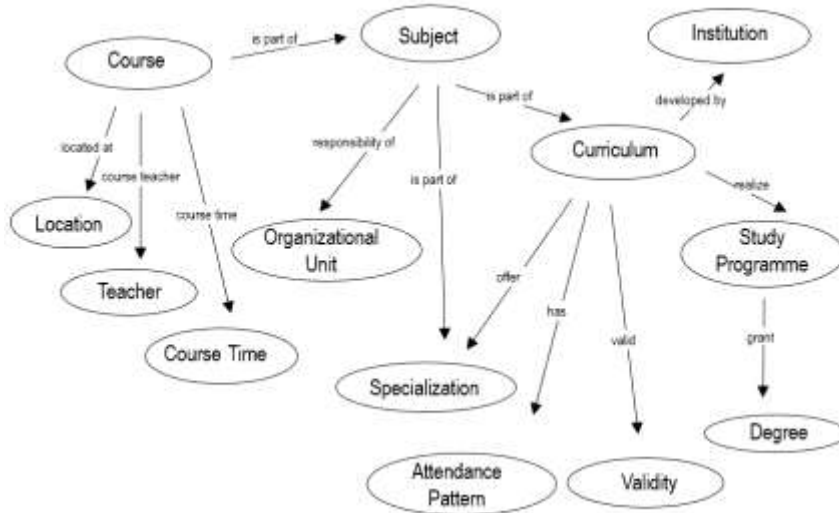 Institution
Subject
is part of
Course
is part of
developed by
responsibility of
Curriculum
located at
is part of
course teacher
realize
Location
course time
Organizational
Unit
Study
Programme
offer
Teacher
has
valid
grant
Course Time
Specialization
Degree
Attendance
Pattern
Validity